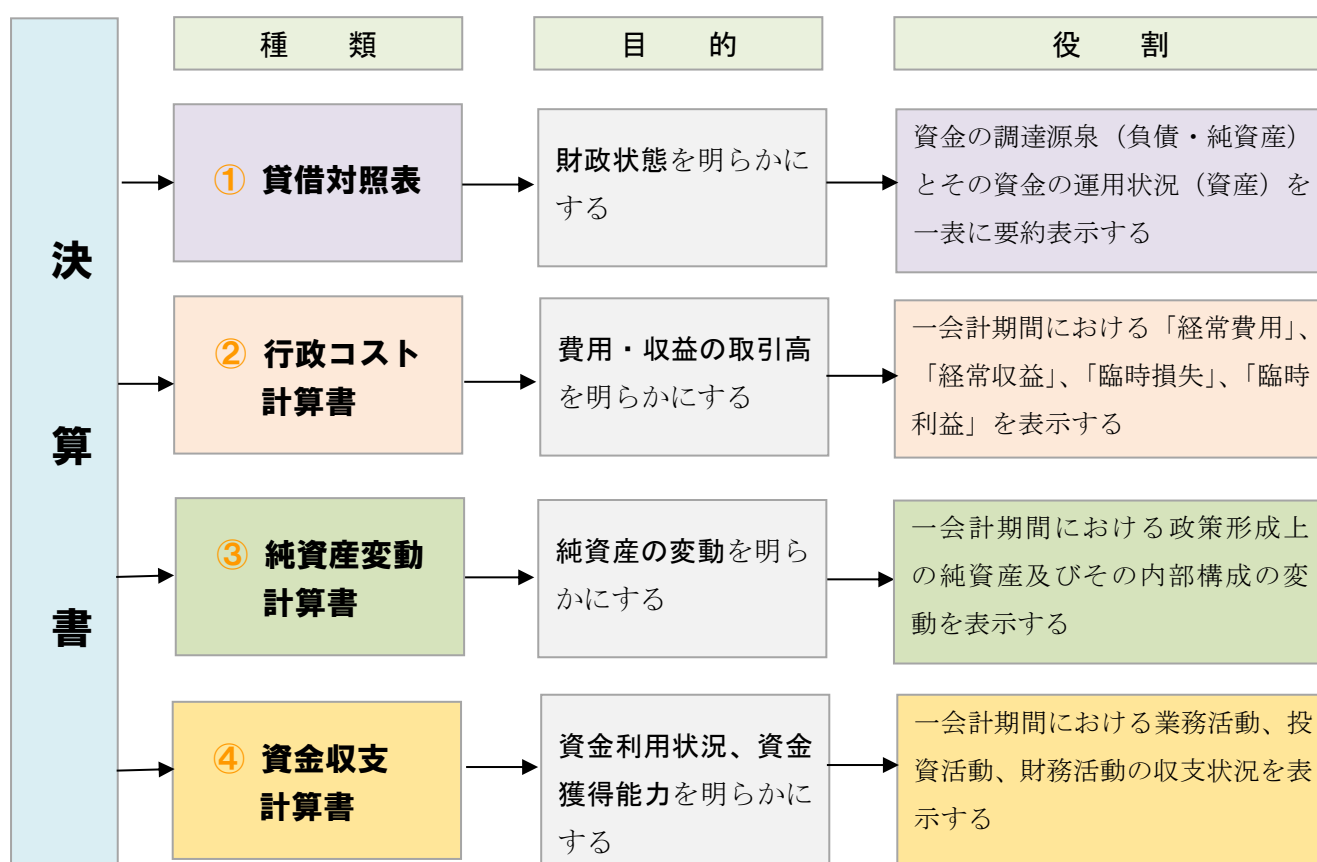 決
算
書
種　類
目　的
役　割
① 貸借対照表
財政状態を明らかに
する
資金の調達源泉（負債・純資産）
とその資金の運用状況（資産）を
一表に要約表示する
② 行政コスト
計算書
費用・収益の取引高
を明らかにする
一会計期間における「経常費用」、
「経常収益」、「臨時損失」、「臨時
利益」を表示する
③ 純資産変動
計算書
純資産の変動を明ら
かにする
一会計期間における政策形成上
の純資産及びその内部構成の変
動を表示する
④ 資金収支
計算書
資金利用状況、資金
獲得能力を明らかに
する
一会計期間における業務活動、投
資活動、財務活動の収支状況を表
示する